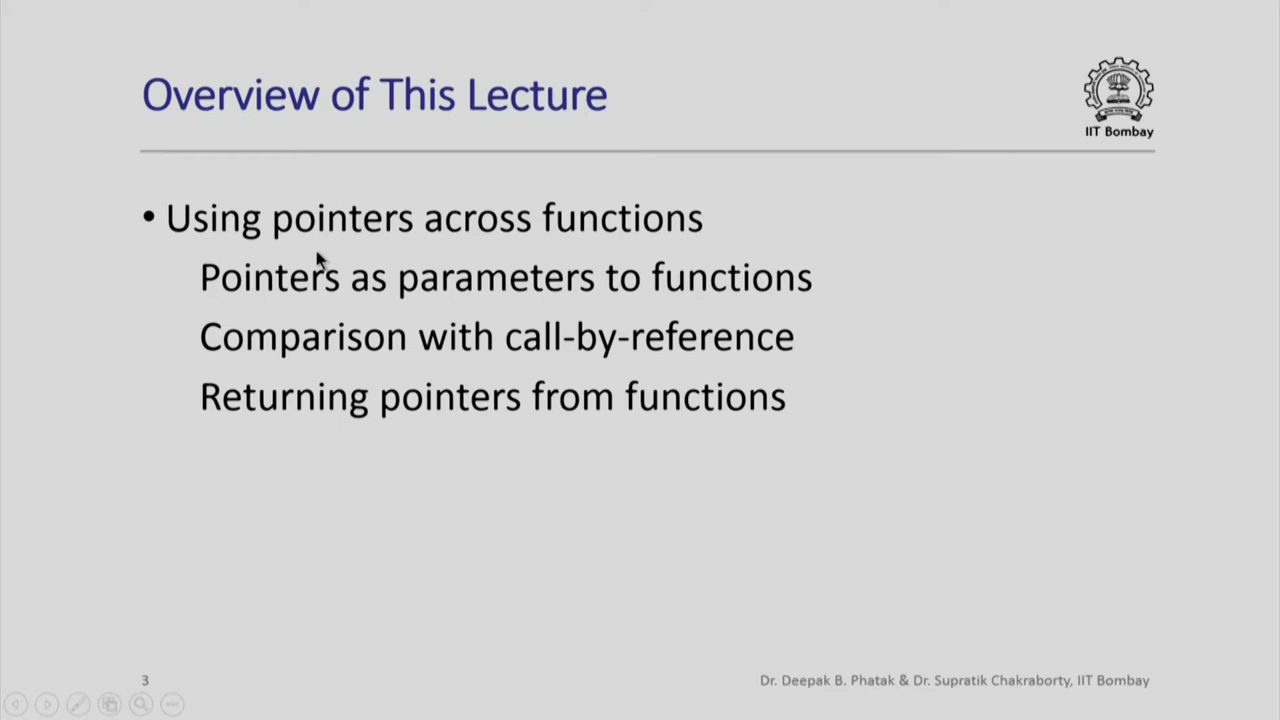 Overview of This Lecture
IIT Bombay
• Using pointers across functions
Pointers as parameters to functions
Comparison with call-by-reference
Returning pointers from functions
3
Dr. Deepak B. Phatak & Dr. Supratik Chakraborty, IIT Bombay